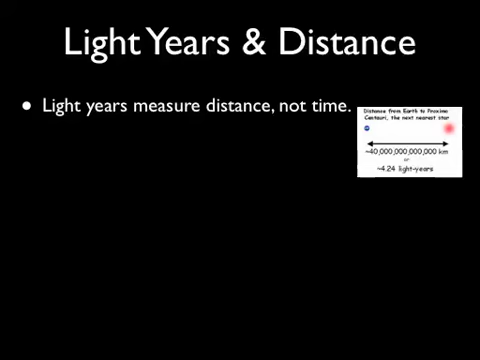 Light Years & Distance
● Light years measure distance, not time.
Distance from Earth to Proxima
Centauri, the next nearest star
~40,000,000,000,000 km
or
~4.24 light-years